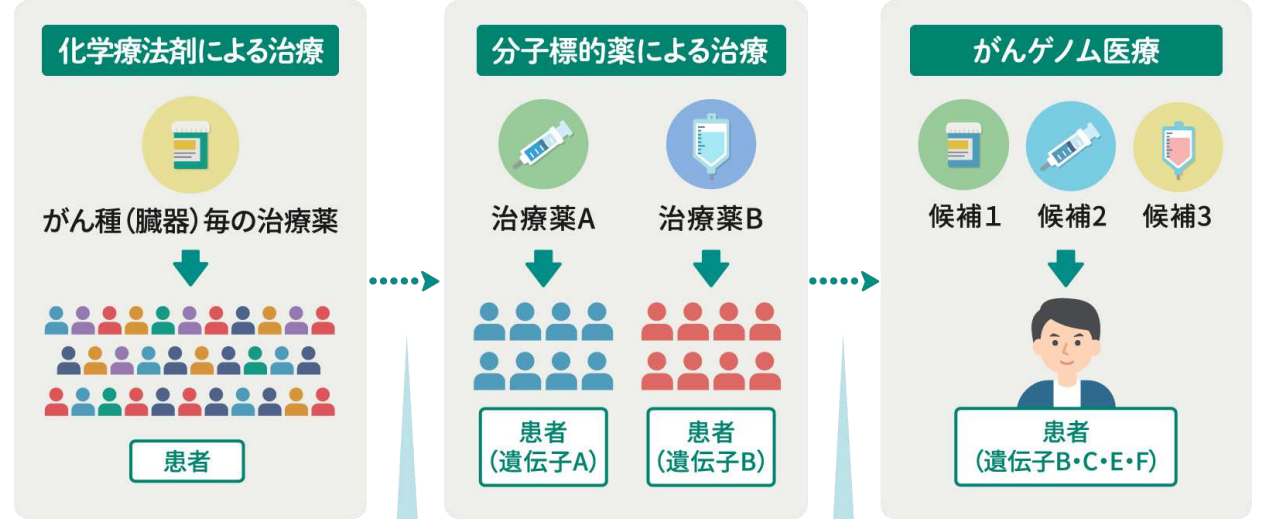 化学療法剤による治療
がん種(臓器)毎の治療薬
患者
分子標的薬による治療
治療薬A
治療薬B
患者
(遺伝子A)
患者
(遺伝子B)
がんゲノム医療
候補1
候補2
候補3
患者
(遺伝子B・C・E・F)